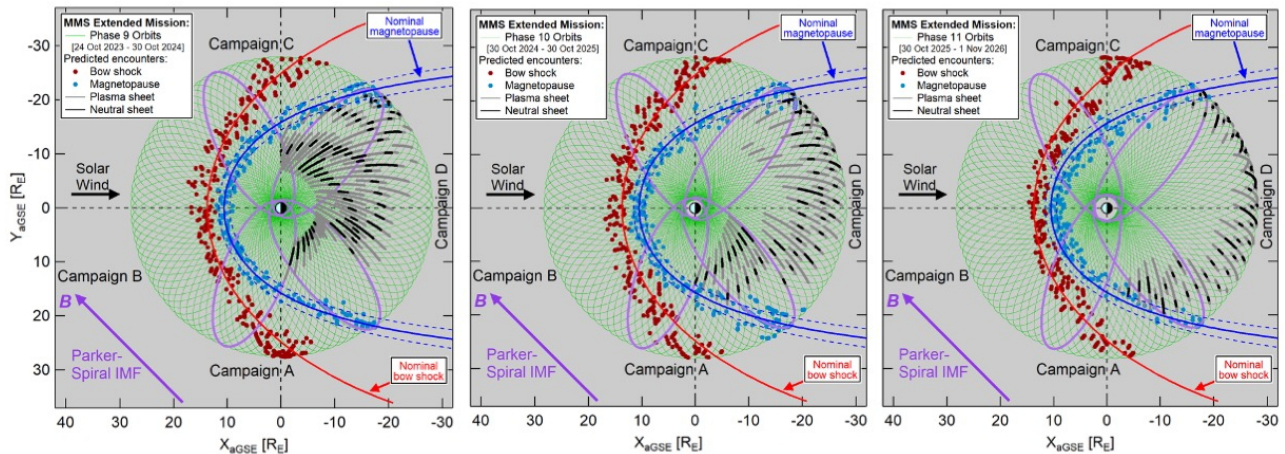 MMS Extended Mission:
Phase 9 Orbits
[24 Oct 2023 - 30 Oct 2024]
Predicted encounters:
Bow shock
Magnetopause
Plasma sheet
Neutral sheet
Campaign C
Nominal
magnetopause
Solar
Wind
Campaign D
Campaign B
B
Parker-
Spiral IMF
Campaign A
Nominal
bow shock
-30
-20
-10
0
10
20
30
YaGSE [RE]
40 30 20 10 0 -10 -20 -30
XaGSE [RE]
MMS Extended Mission:
Phase 10 Orbits
[30 Oct 2024 - 30 Oct 2025]
Predicted encounters:
Bow shock
Magnetopause
Plasma sheet
Neutral sheet
Campaign C
Nominal
magnetopause
Solar
Wind
Campaign D
Campaign B
B
Parker-
Spiral IMF
Campaign A
Nominal
bow shock
40 30 20 10 0 -10 -20 -30
XaGSE [RE]
MMS Extended Mission:
Phase 11 Orbits
[30 Oct 2025 - 1 Nov 2026]
Predicted encounters:
Bow shock
Magnetopause
Plasma sheet
Neutral sheet
Campaign C
Nominal
magnetopause
Solar
Wind
Campaign D
Campaign B
B
Parker-
Spiral IMF
Campaign A
Nominal
bow shock
40 30 20 10 0 -10 -20 -30
XaGSE [RE]